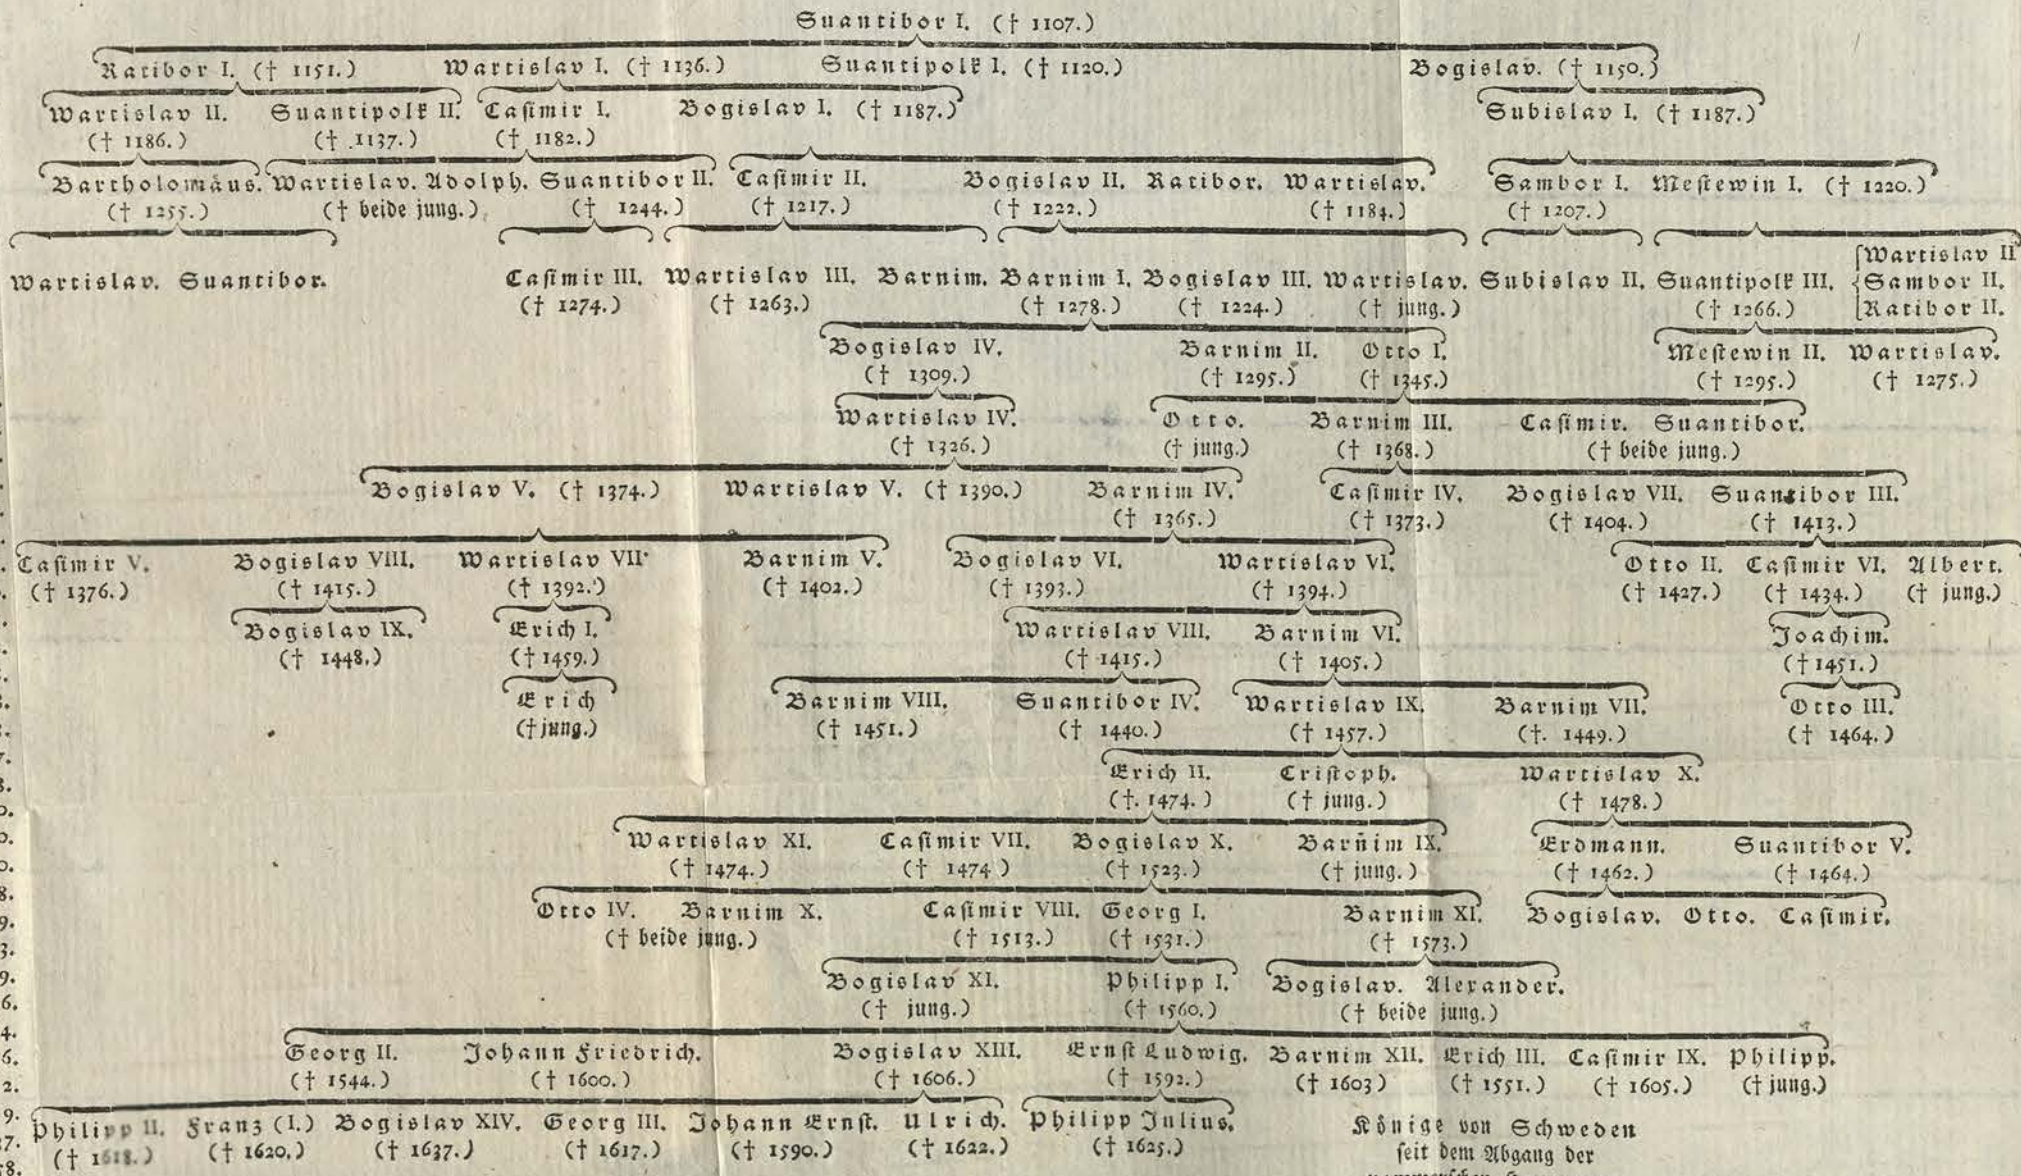 Suantibor I. († 1107.)
Ratibor I. († 1151.) Wartislav I. († 1136.) Suantipolk I. († 1120.) Bogislav. († 1150.)
Wartislav II. Suantipolk II. Casimir I. Bogislav I. († 1187.) Subislav I. († 1187.)
(† 1186.) († 1137.) († 1182.)
Bartholomäus. Wartislav. Adolph. Suantibor II. Casimir II. Bogislav II. Ratibor. Wartislav. Sambor I. Mestewin I. († 1220.)
(† 1255.) († beide jung.) († 1244.) († 1217.) († 1222.) († 1184.) († 1207.)
Wartislav II
Wartislav. Suantibor. Casimir III. Wartislav III. Barnim. Barnim I. Bogislav III. Wartislav. Subislav II. Suantipolk III. Sambor II.
(† 1274.) († 1263.) († 1278.) († 1224.) († jung.) († 1266.) Ratibor II.
Bogislav IV. Barnim II. Otto I. Mestewin II. Wartislav.
(† 1309.) († 1295.) († 1345.) († 1295.) († 1275.)
Wartislav IV. Otto. Barnim III. Casimir. Suantibor.
(† 1326.) († jung.) († 1368.) († beide jung.)
Bogislav V. († 1374.) Wartislav V. († 1390.) Barnim IV. Casimir IV. Bogislav VII. Suantibor III.
(† 1365.) († 1373.) († 1404.) († 1413.)
Casimir V. Bogislav VIII. Wartislav VII. Barnim V. Bogislav VI. Wartislav VI. Otto II. Casimir VI. Albert.
(† 1376.) († 1415.) († 1392.) († 1402.) († 1393.) († 1394.) († 1427.) († 1434.) († jung.)
Bogislav IX. Erich I. Wartislav VIII. Barnim VI. Joachim.
(† 1448.) († 1459.) († 1415.) († 1405.) († 1451.)
Erich Barnim VIII. Suantibor IV. Wartislav IX. Barnim VII. Otto III.
(† jung.) († 1451.) († 1440.) († 1457.) (†. 1449.) († 1464.)
Erich II. Cristoph. Wartislav X.
(†. 1474.) († jung.) († 1478.)
Wartislav XI. Casimir VII. Bogislav X. Barnim IX. Erdmann. Suantibor V.
(† 1474.) († 1474 ) († 1523.) († jung.) († 1462.) († 1464.)
Otto IV. Barnim X. Casimir VIII. Georg I. Barnim XI. Bogislav. Otto. Casimir.
(† beide jung.) († 1513.) († 1531.) († 1573.)
Bogislav XI. Philipp I. Bogislav. Alexander.
(† jung.) († 1560.) († beide jung.)
Georg II. Johann Friedrich. Bogislav XIII. Ernst Ludwig. Barnim XII. Erich III. Casimir IX. Philipp.
(† 1544.) († 1600.) († 1606.) († 1592.) († 1603) († 1551.) († 1605.) († jung.)
Philipp II. Franz (I.) Bogislav XIV. Georg III. Johann Ernst. Ulrich. Philipp Julius.
(† 1618.) († 1620.) († 1637.) († 1617.) († 1590.) († 1622.) († 1625.)
Könige von Schweden
seit dem Abgang der